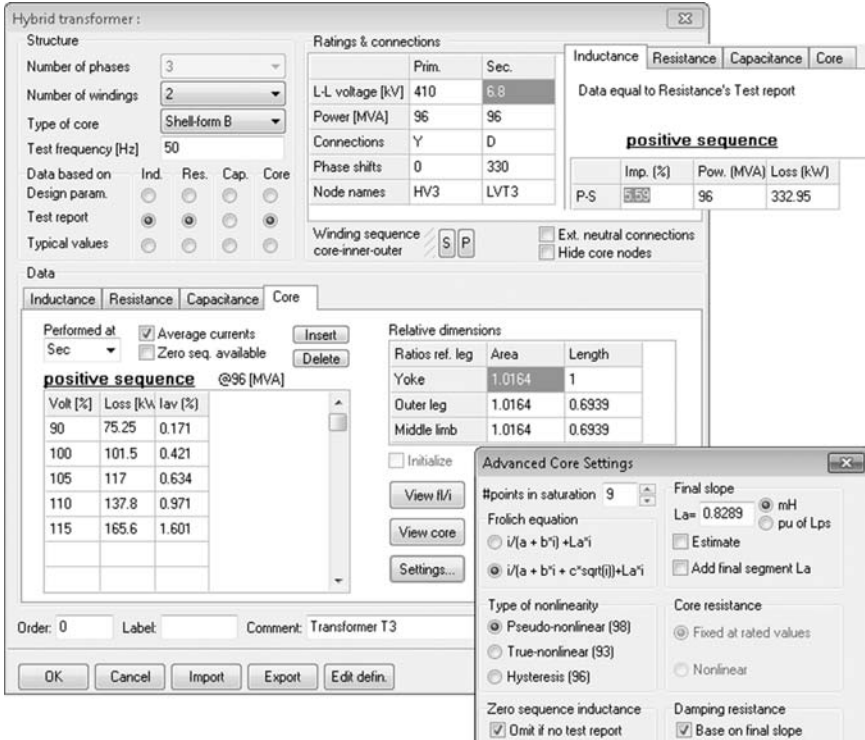 Hybrid transformer :
Structure
Number of phases 3
Number of windings 2
Type of core Shell-form B
Test frequency [Hz] 50
Data based on Ind. Res. Cap. Core
Design param.
Test report
Typical values
Ratings & connections
Prim. Sec.
L-L voltage [kV] 410 6.8
Power [MVA] 96 96
Connections Y D
Phase shifts 0 330
Node names HV3 LVT3
Winding sequence
core-inner-outer S P
Ext. neutral connections
Hide core nodes
Inductance Resistance Capacitance Core
Data equal to Resistance's Test report
positive sequence
Imp. (%) Pow. (MVA) Loss (kW)
P-S 5.59 96 332.95
Data
Inductance Resistance Capacitance Core
Performed at
Sec
Average currents
Zero seq. available
Insert
Delete
positive sequence @96 [MVA]
Volt [%] Loss [kW Iav [%]
90 75.25 0.171
100 101.5 0.421
105 117 0.634
110 137.8 0.971
115 165.6 1.601
Relative dimensions
Ratios ref. leg Area Length
Yoke 1.0164 1
Outer leg 1.0164 0.6939
Middle limb 1.0164 0.6939
Initialize
View fl/i
View core
Settings...
Order: 0 Label: Comment: Transformer T3
OK Cancel Import Export Edit defin.
Advanced Core Settings
#points in saturation 9
Frolich equation
i/(a + b*i) +La*i
i/(a + b*i + c*sqrt(i))+La*i
Final slope
La= 0.8289 mH
pu of Lps
Estimate
Add final segment La
Type of nonlinearity
Pseudo-nonlinear (98)
True-nonlinear (93)
Hysteresis (96)
Core resistance
Fixed at rated values
Nonlinear
Zero sequence inductance
Omit if no test report
Damping resistance
Base on final slope